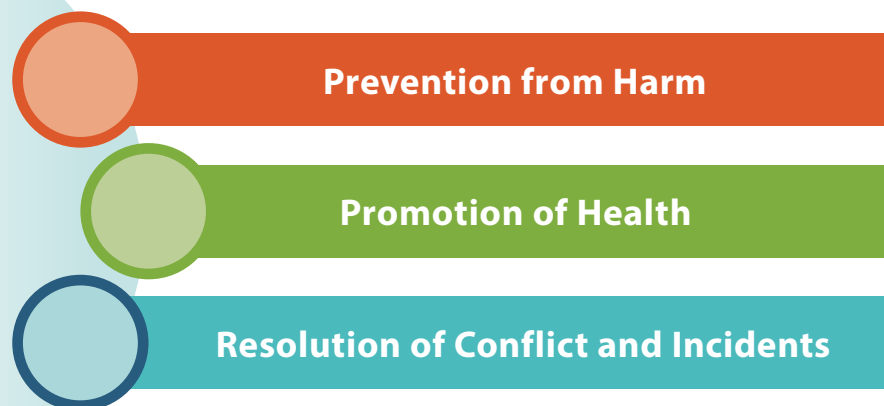 Prevention from Harm
Promotion of Health
Resolution of Conflict and Incidents